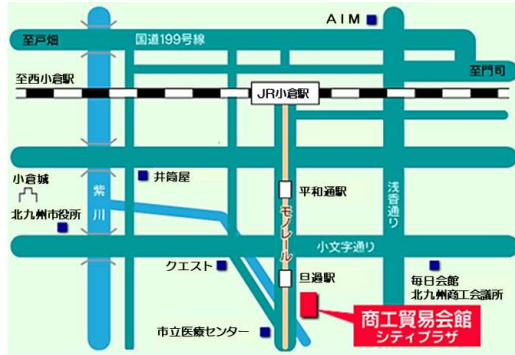 AIM
至戸畑
国道199号線
至門司
至西小倉駅
JR小倉駅
井筒屋
小倉城
紫川
平和通駅
浅香通り
北九州市役所
モノレール
小文字通り
クエスト
旦過駅
毎日会館
北九州商工会議所
商工貿易会館
シティプラザ
市立医療センター